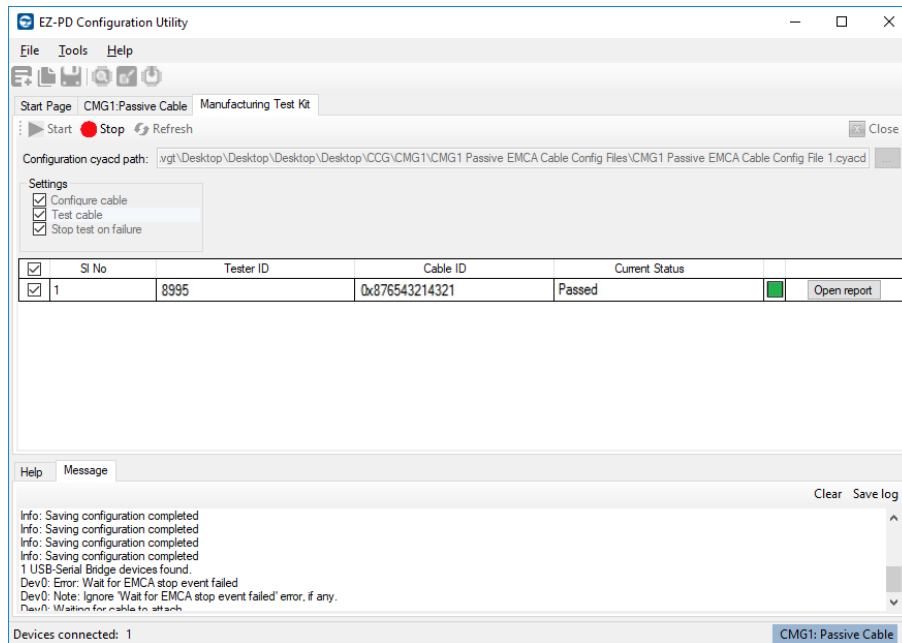 EZ-PD Configuration Utility
File Tools Help
Start Page CMG1:Passive Cable Manufacturing Test Kit
Start Stop Refresh Close
Configuration cyacd path: .vgt\Desktop\Desktop\Desktop\Desktop\CCG\CMG1\CMG1 Passive EMCA Cable Config Files\CMG1 Passive EMCA Cable Config File 1.cyacd ...
Settings
Configure cable
Test cable
Stop test on failure
Sl No Tester ID Cable ID Current Status
1 8995 0x876543214321 Passed Open report
Help Message
Clear Save log
Info: Saving configuration completed
Info: Saving configuration completed
Info: Saving configuration completed
Info: Saving configuration completed
1 USB-Serial Bridge devices found.
Dev0: Error: Wait for EMCA stop event failed
Dev0: Note: Ignore 'Wait for EMCA stop event failed' error, if any.
Dev0: Waiting for cable to attach
Devices connected: 1 CMG1: Passive Cable